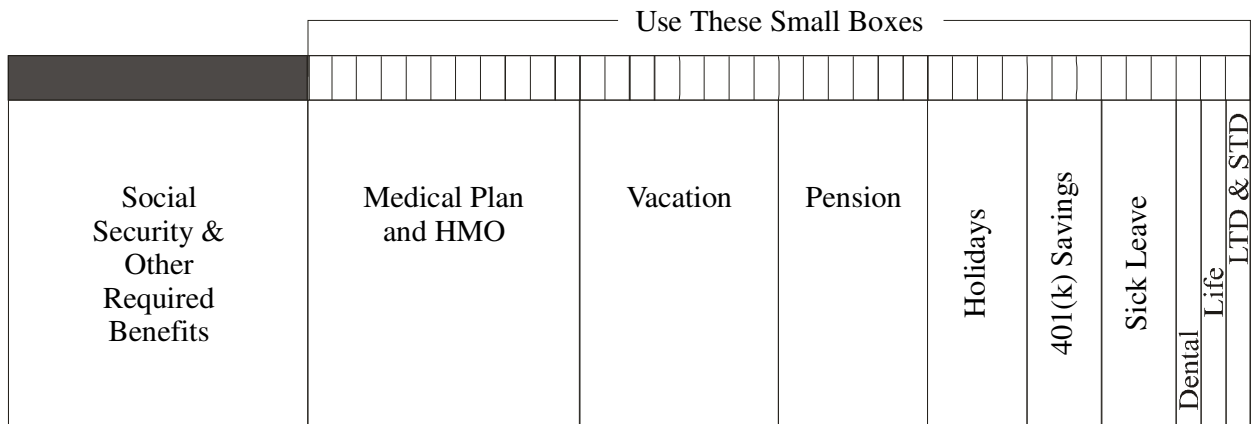 Use These Small Boxes
Social
Security &
Other
Required
Benefits
Medical Plan
and HMO
Vacation
Pension
Holidays
401(k) Savings
Sick Leave
Dental
Life
LTD & STD